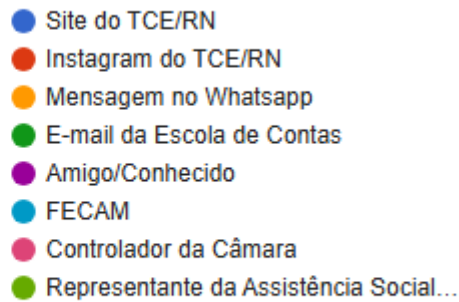 Site do TCE/RN
Instagram do TCE/RN
Mensagem no Whatsapp
E-mail da Escola de Contas
Amigo/Conhecido
FECAM
Controlador da Câmara
Representante da Assistência Social...